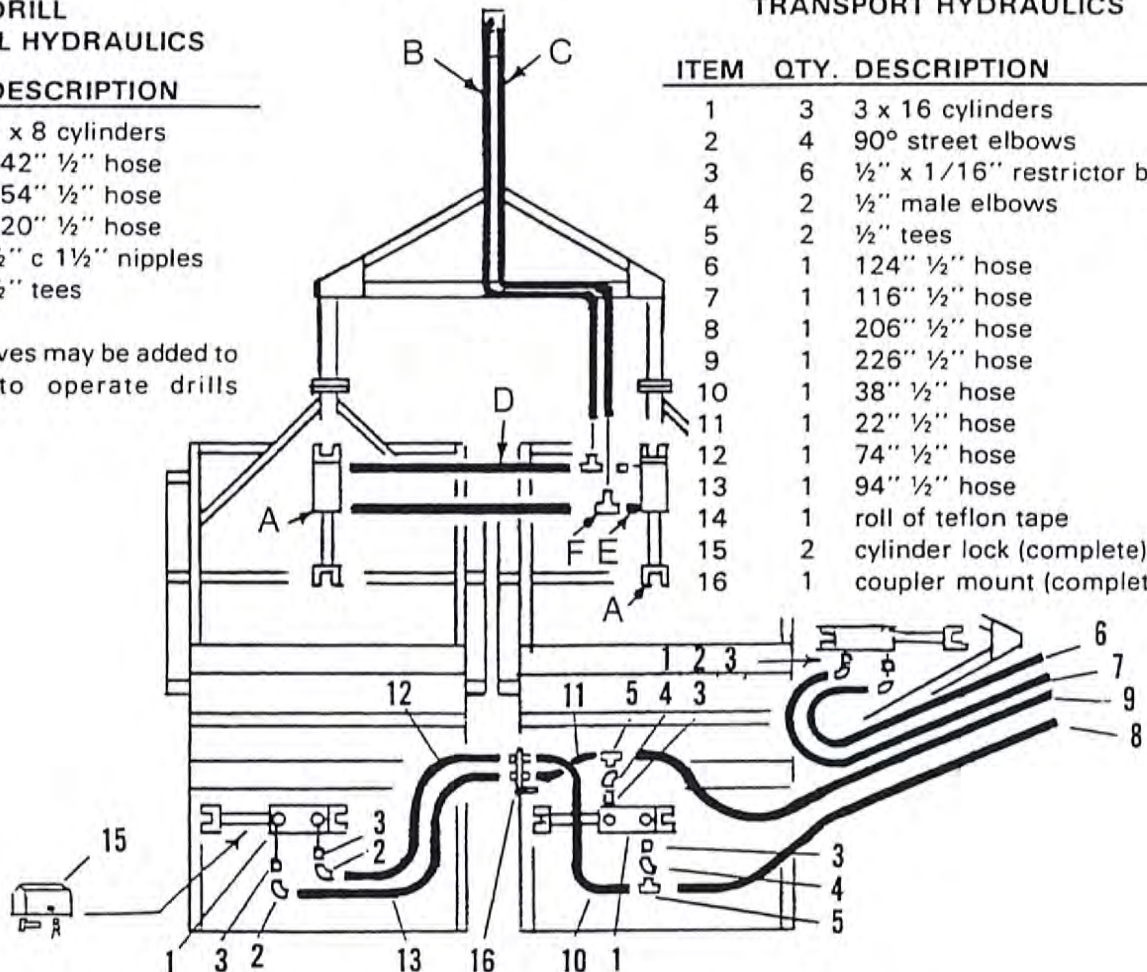 DRILL
HYDRAULICS
DESCRIPTION
x 8 cylinders
42" ½" hose
54" ½" hose
20" ½" hose
½" c 1½" nipples
½" tees
may be added to
to operate drills
TRANSPORT HYDRAULICS
ITEM QTY. DESCRIPTION
1 3 3 x 16 cylinders
2 4 90° street elbows
3 6 ½" x 1/16" restrictor
4 2 ½" male elbows
5 2 ½" tees
6 1 124" ½" hose
7 1 116" ½" hose
8 1 206" ½" hose
9 1 226" ½" hose
10 1 38" ½" hose
11 1 22" ½" hose
12 1 74" ½" hose
13 1 94" ½" hose
14 1 roll of teflon tape
15 2 cylinder lock (complete)
16 1 coupler mount
B C
D
A
F E
A
1 2 3
6
7
9
8
12 11 5 4 3
15
3
2
3
4
5
1 3 2 13 16 10 1